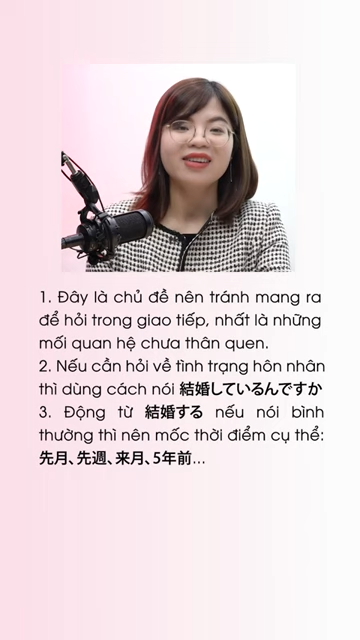 1. Đây là chủ đề nên tránh mang ra
để hỏi trong giao tiếp, nhất là những
mối quan hệ chưa thân quen.
2. Nếu cần hỏi về tình trạng hôn nhân
thì dùng cách nói 結婚しているんですか
3. Động từ 結婚する nếu nói bình
thường thì nên mốc thời điểm cụ thể:
先月、先週、来月、5年前...